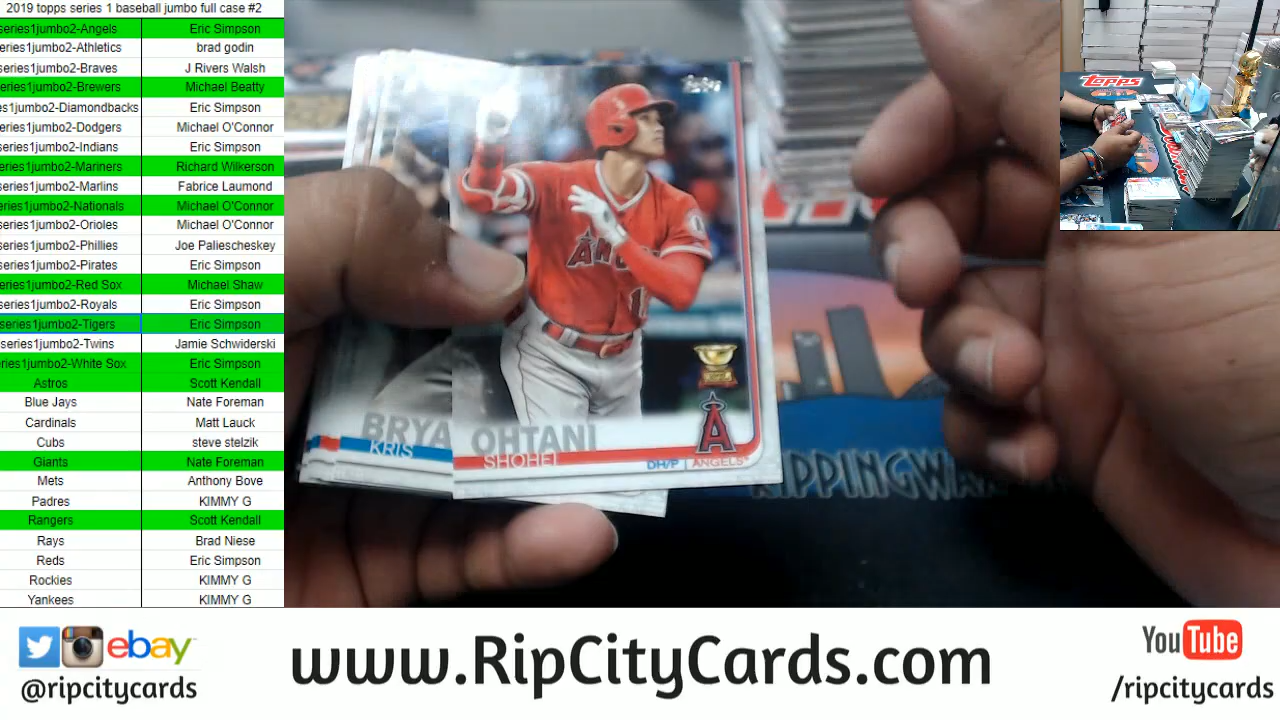 2019 topps series 1 baseball jumbo full case #2
series1jumbo2-Angels Eric Simpson
series1jumbo2-Athletics brad godin
series1jumbo2-Braves J Rivers Walsh
series1jumbo2-Brewers Michael Beatty
s1jumbo2-Diamondbacks Eric Simpson
series1jumbo2-Dodgers Michael O'Connor
series1jumbo2-Indians Eric Simpson
series1jumbo2-Mariners Richard Wilkerson
series1jumbo2-Marlins Fabrice Laumond
series1jumbo2-Nationals Michael O'Connor
series1jumbo2-Orioles Michael O'Connor
series1jumbo2-Phillies Joe Paliescheskey
series1jumbo2-Pirates Eric Simpson
series1jumbo2-Red Sox Michael Shaw
series1jumbo2-Royals Eric Simpson
series1jumbo2-Tigers Eric Simpson
series1jumbo2-Twins Jamie Schwiderski
eries1jumbo2-White Sox Eric Simpson
Astros Scott Kendall
Blue Jays Nate Foreman
Cardinals Matt Lauck
Cubs steve stelzik
Giants Nate Foreman
Mets Anthony Bove
Padres KIMMY G
Rangers Scott Kendall
Rays Brad Niese
Reds Eric Simpson
Rockies KIMMY G
Yankees KIMMY G
topps
BRYA
KRIS
OHTANI
SHOHEI
DH/P | ANGELS
RIPPINGWA
ebay
@ripcitycards
www.RipCityCards.com
YouTube
/ripcitycards